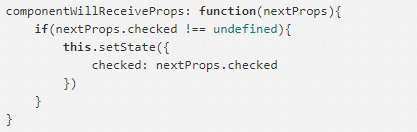 componentWillReceiveProps: function(nextProps){
    if(nextProps.checked !== undefined){
        this.setState({
            checked: nextProps.checked
        })
    }
}